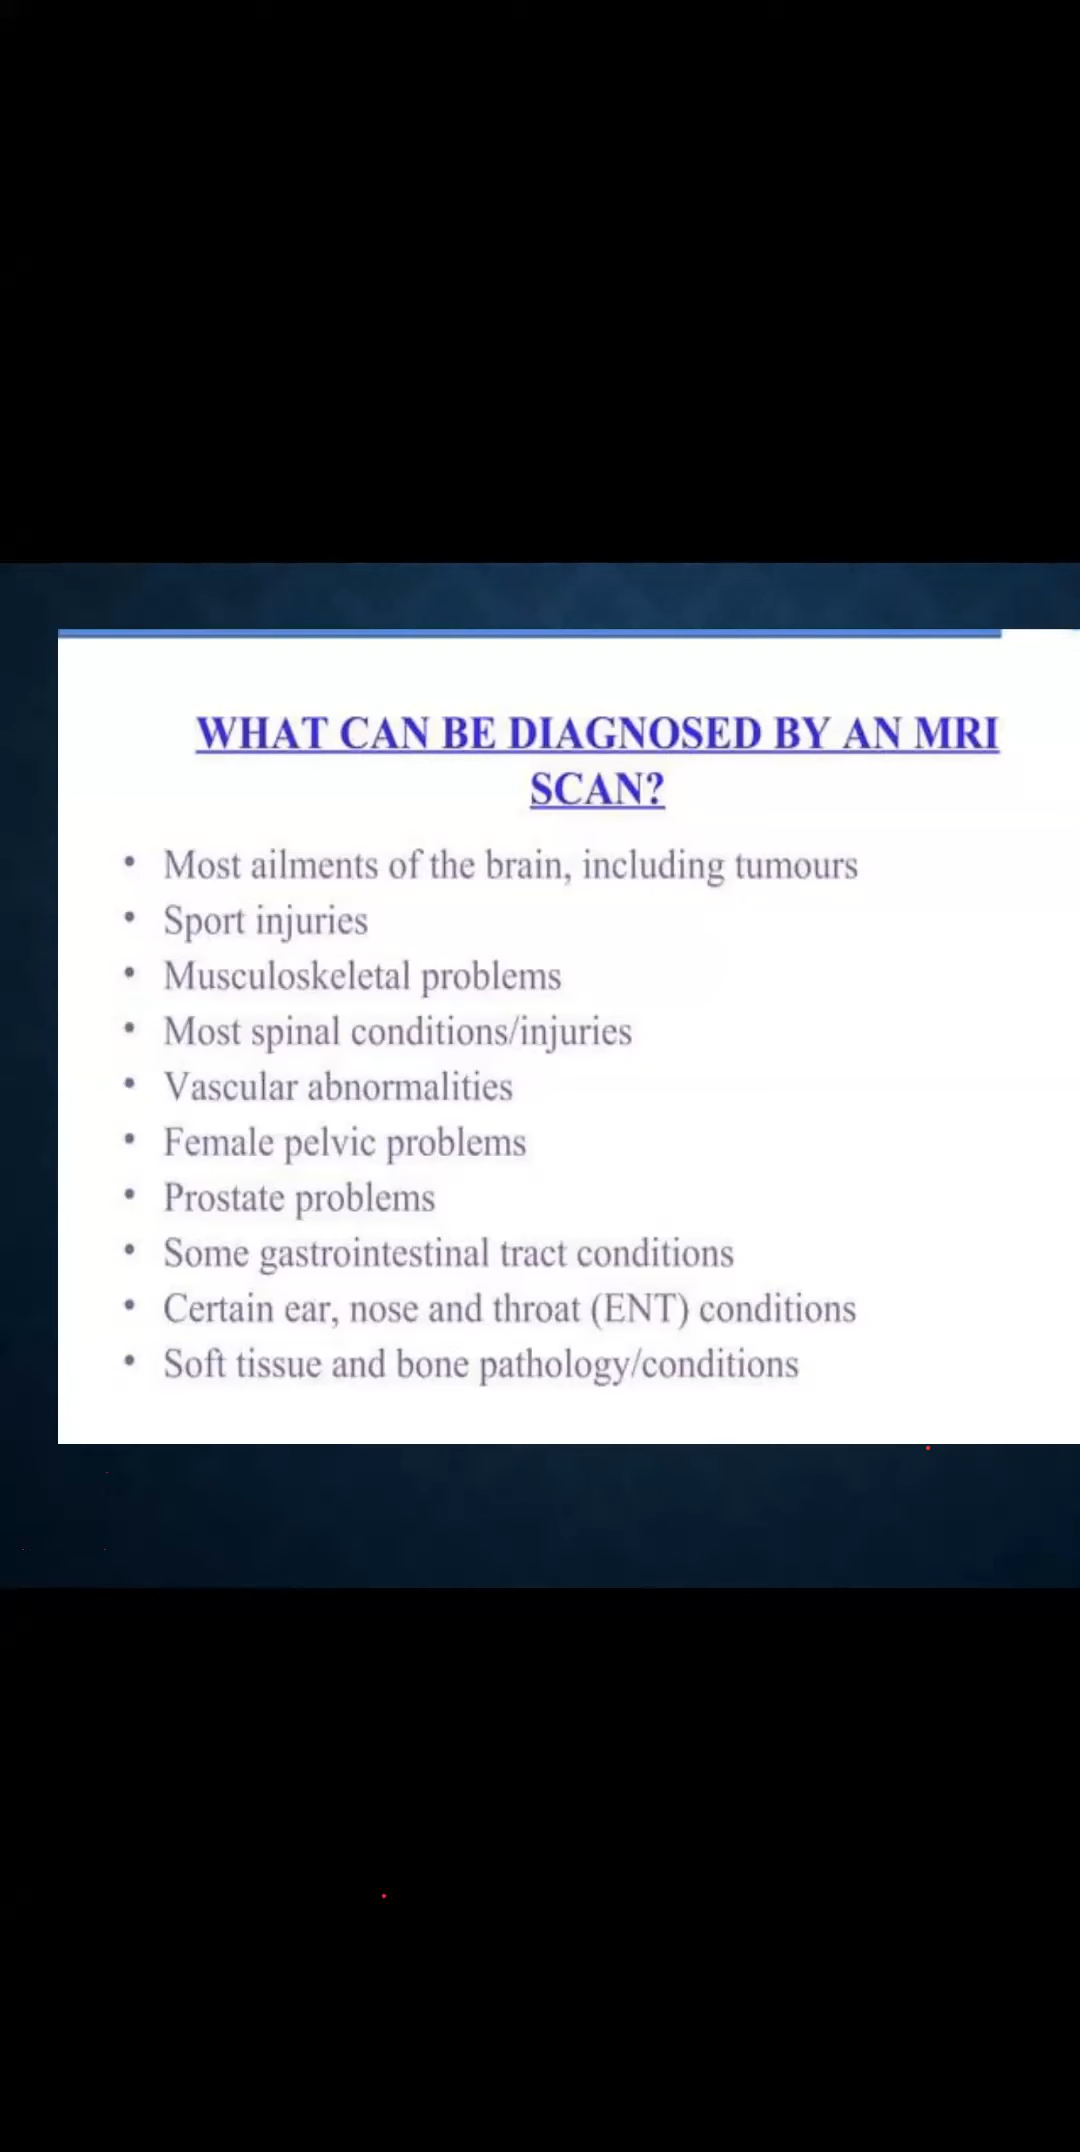 WHAT CAN BE DIAGNOSED BY AN MRI
SCAN?
• Most ailments of the brain, including tumours
• Sport injuries
• Musculoskeletal problems
• Most spinal conditions/injuries
• Vascular abnormalities
• Female pelvic problems
• Prostate problems
• Some gastrointestinal tract conditions
• Certain ear, nose and throat (ENT) conditions
• Soft tissue and bone pathology/conditions